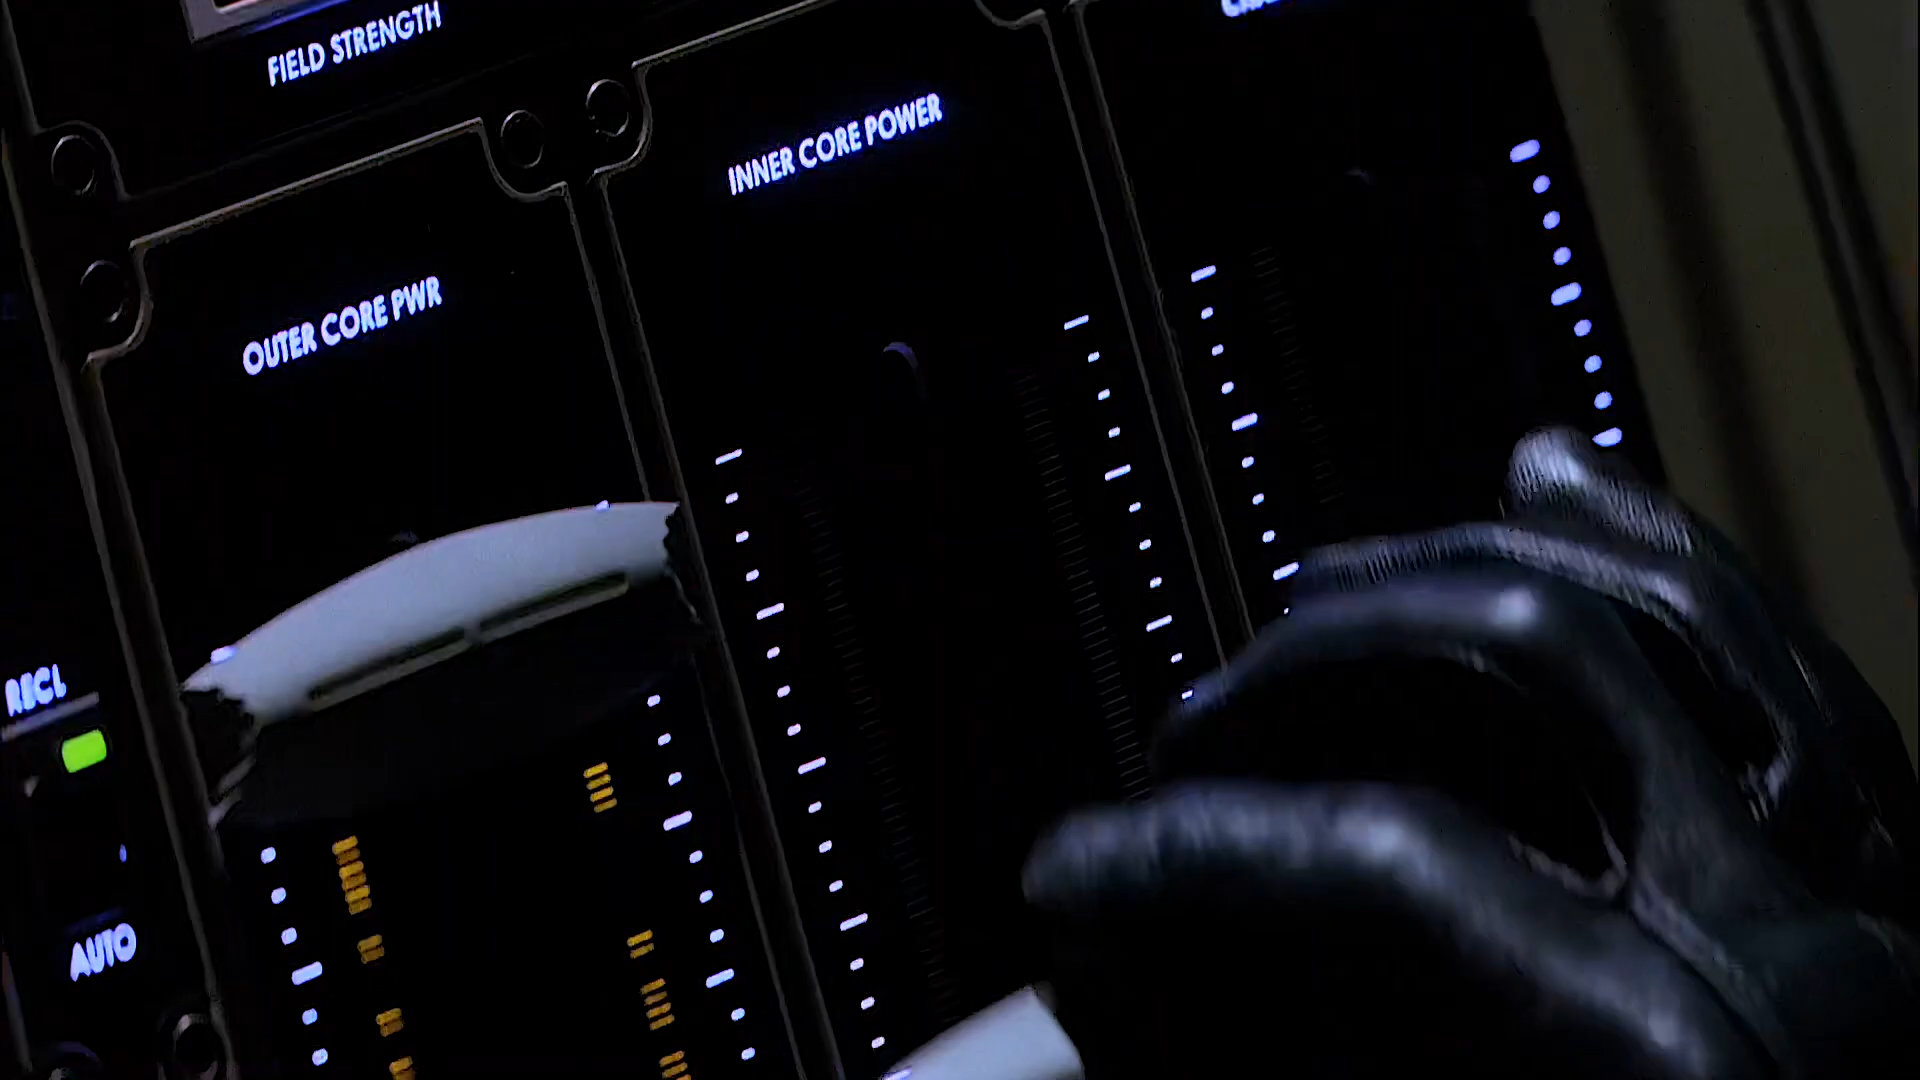 FIELD STRENGTH
INNER CORE POWER
OUTER CORE PWR
RECL
AUTO